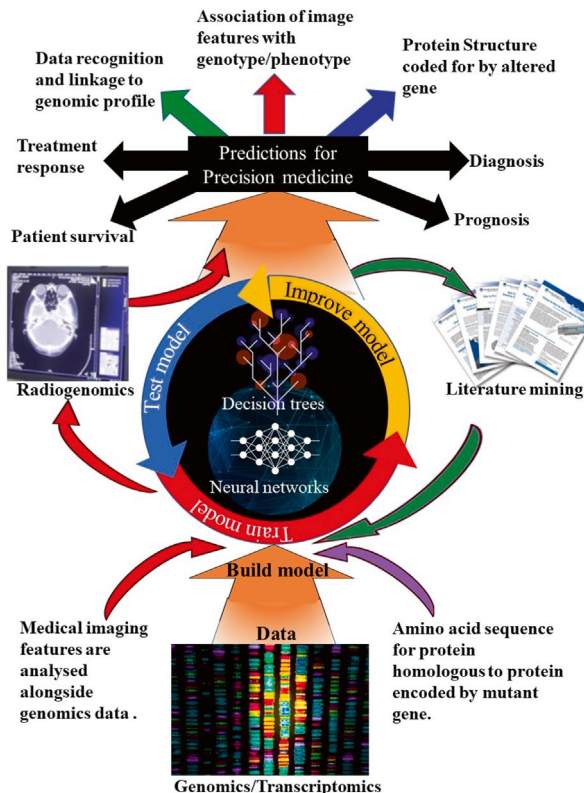 Association of image
features with
genotype/phenotype
Data recognition
and linkage to
genomic profile
Protein Structure
coded for by altered
gene
Treatment
response
Predictions for
Precision medicine
Diagnosis
Prognosis
Patient survival
Radiogenomics
Test model
Improve model
Decision trees
Neural networks
Train model
Literature mining
Build model
Medical imaging
features are
analysed
alongside
genomics data .
Data
Amino acid sequence
for protein
homologous to protein
encoded by mutant
gene.
Genomics/Transcriptomics